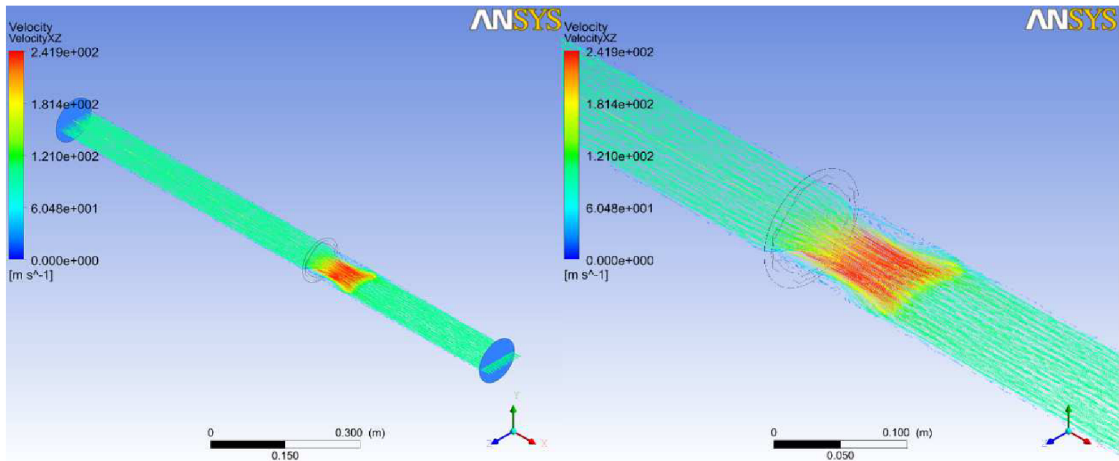 ANSYS
Velocity
VelocityXZ
2.419e+002
1.814e+002
1.210e+002
6.048e+001
0.000e+000
[m s^-1]
0
0.300 (m)
0.150
Y
Z
X
ANSYS
Velocity
VelocityXZ
2.419e+002
1.814e+002
1.210e+002
6.048e+001
0.000e+000
[m s^-1]
0
0.100 (m)
0.050